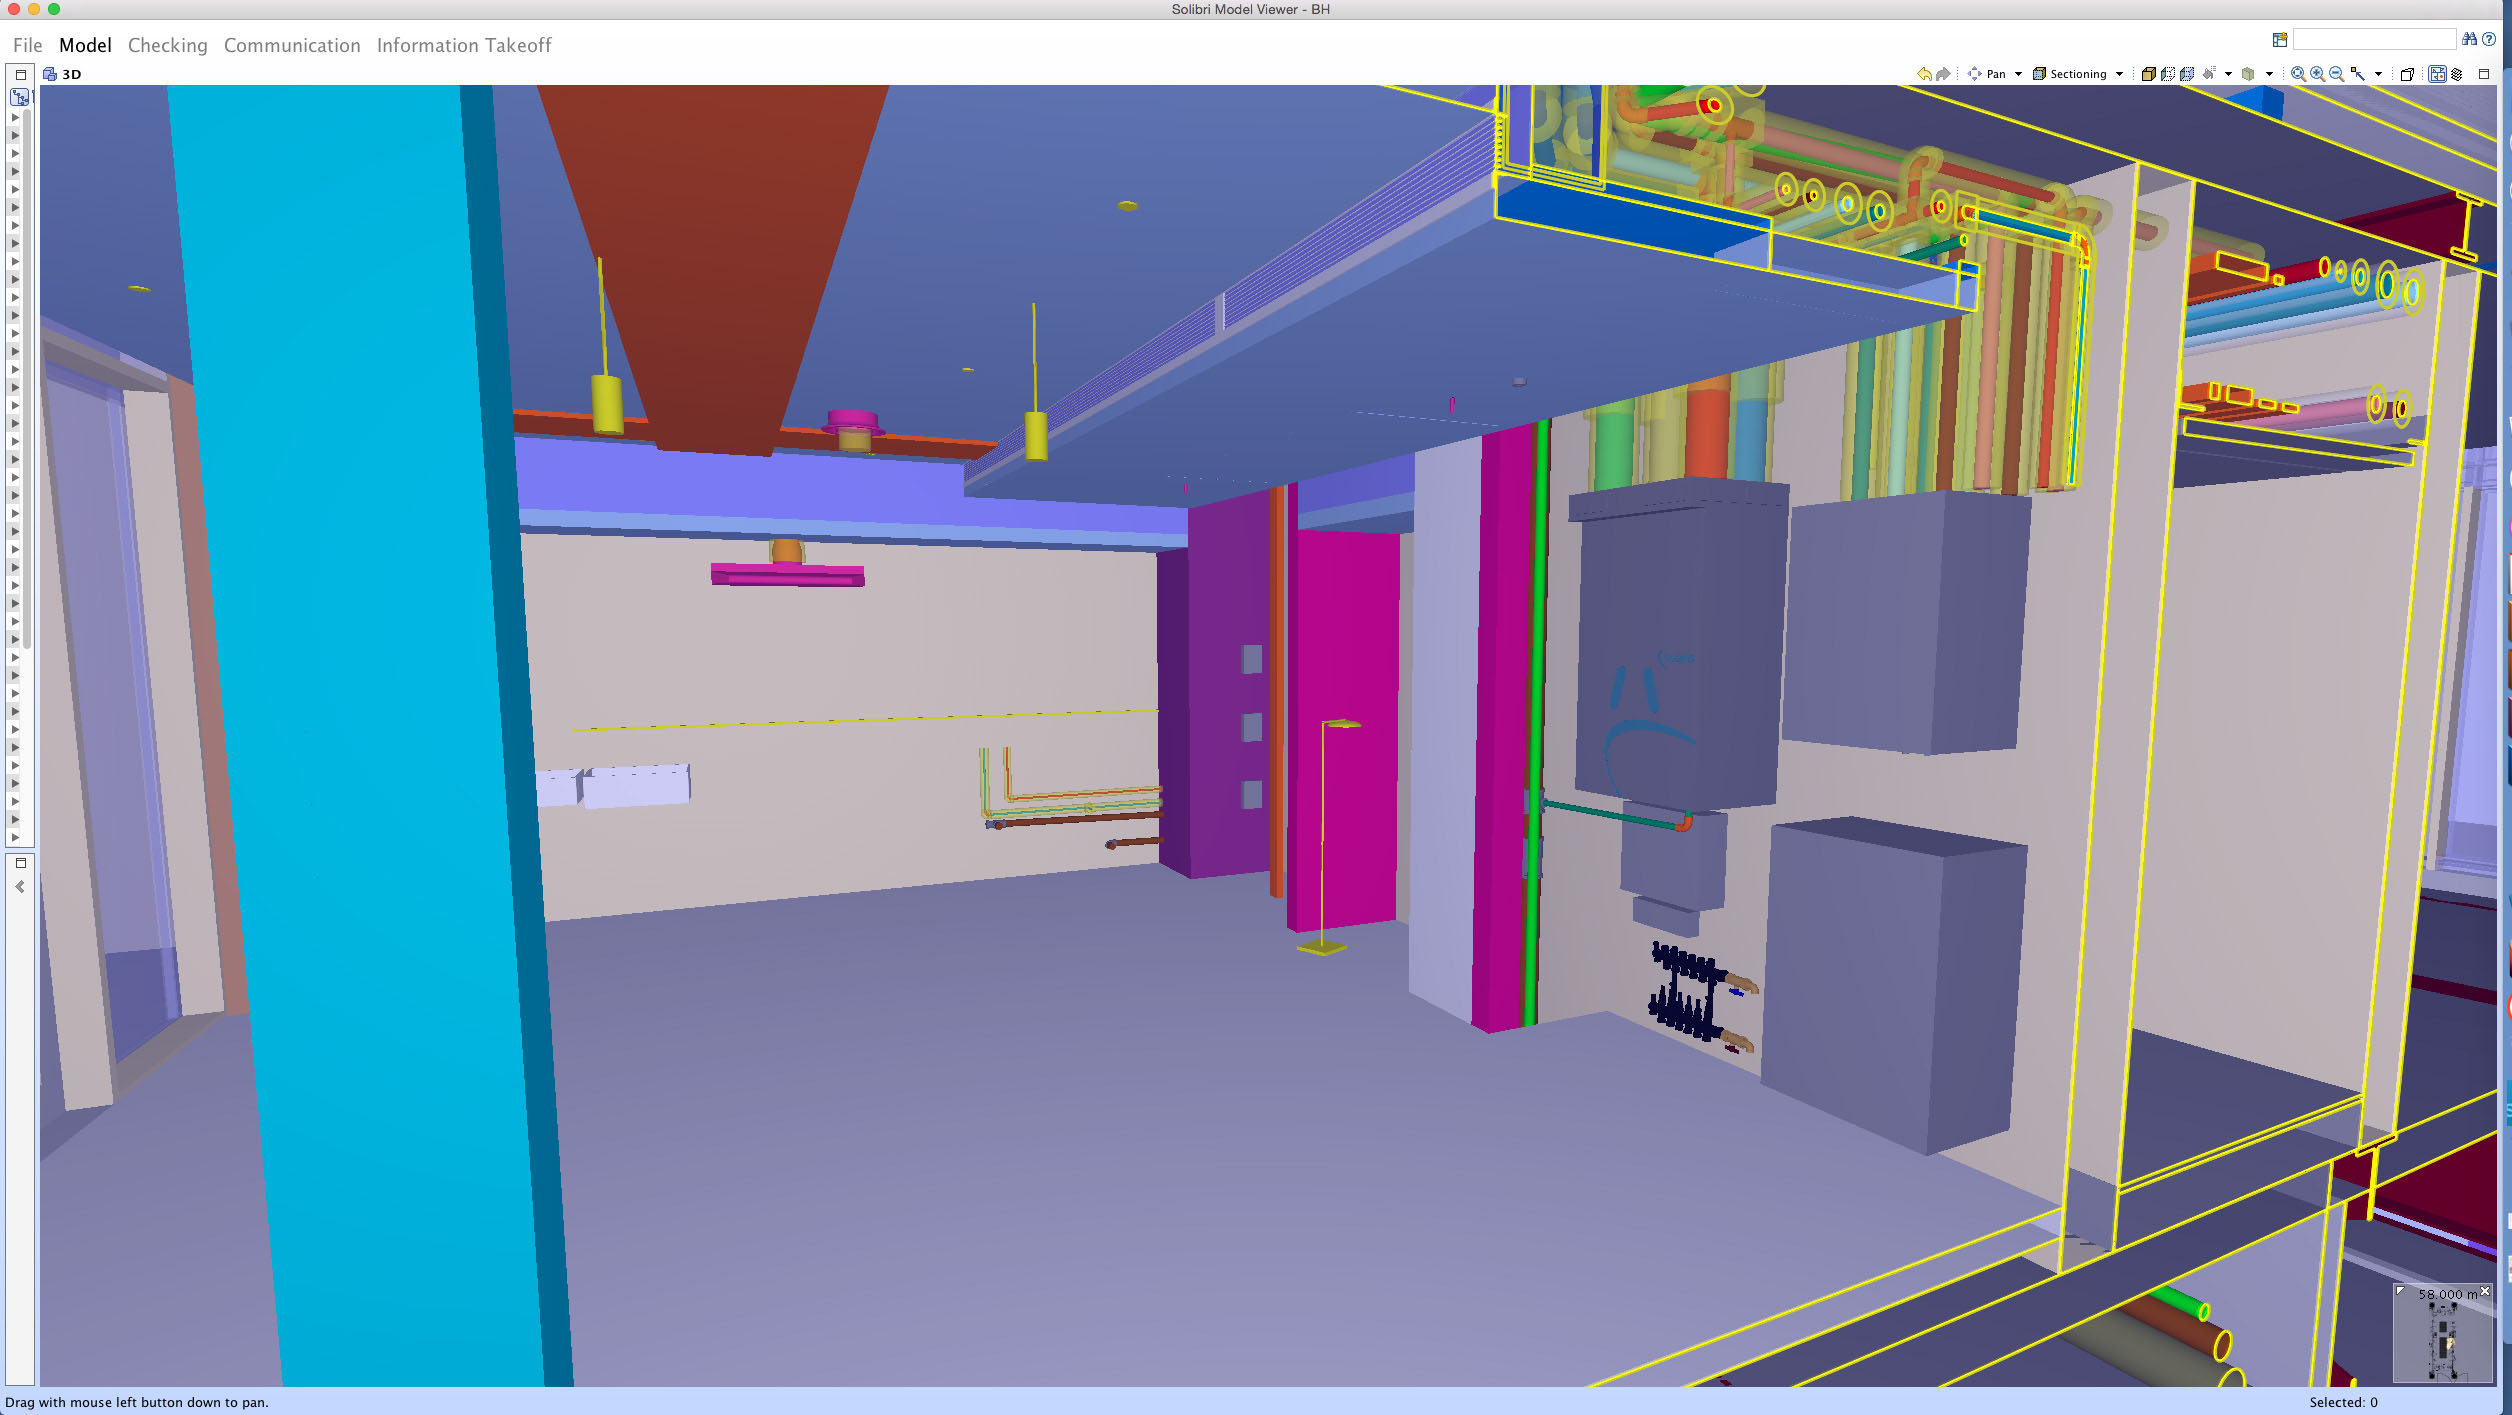 Solibri Model Viewer - BH
File Model Checking Communication Information Takeoff
3D
Pan
Sectioning
58.000 m
Drag with mouse left button down to pan.
Selected: 0